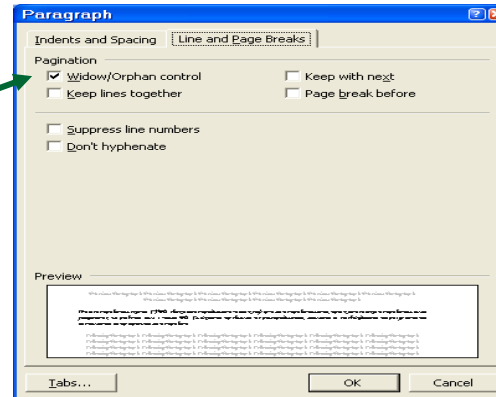 Paragraph
Indents and Spacing Line and Page Breaks
Pagination
Widow/Orphan control Keep with next
Keep lines together Page break before
Suppress line numbers
Don't hyphenate
Preview
Tabs... OK Cancel